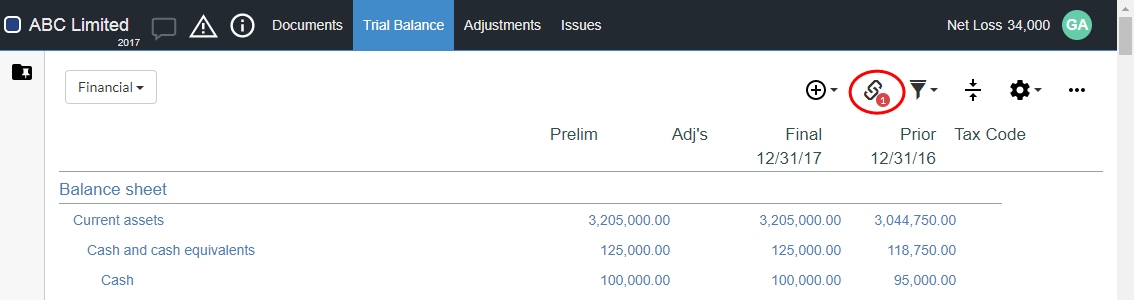 ABC Limited
2017
Documents Trial Balance Adjustments Issues
Net Loss 34,000 GA
Financial
1
Prelim Adj's Final Prior Tax Code
12/31/17 12/31/16
Balance sheet
Current assets 3,205,000.00 3,205,000.00 3,044,750.00
Cash and cash equivalents 125,000.00 125,000.00 118,750.00
Cash 100,000.00 100,000.00 95,000.00